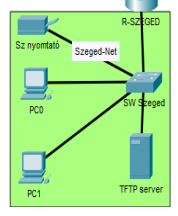 R-SZEGED
Sz nyomtató
Szeged-Net
PC0
SW Szeged
PC1
TFTP server